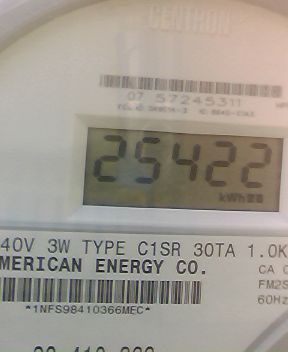 CENTRON
07 57245311
25422
kWh
40V 3W TYPE C1SR 30TA 1.0K
MERICAN ENERGY CO.
CA
FM2S
60Hz
*1NFS98410366MEC*